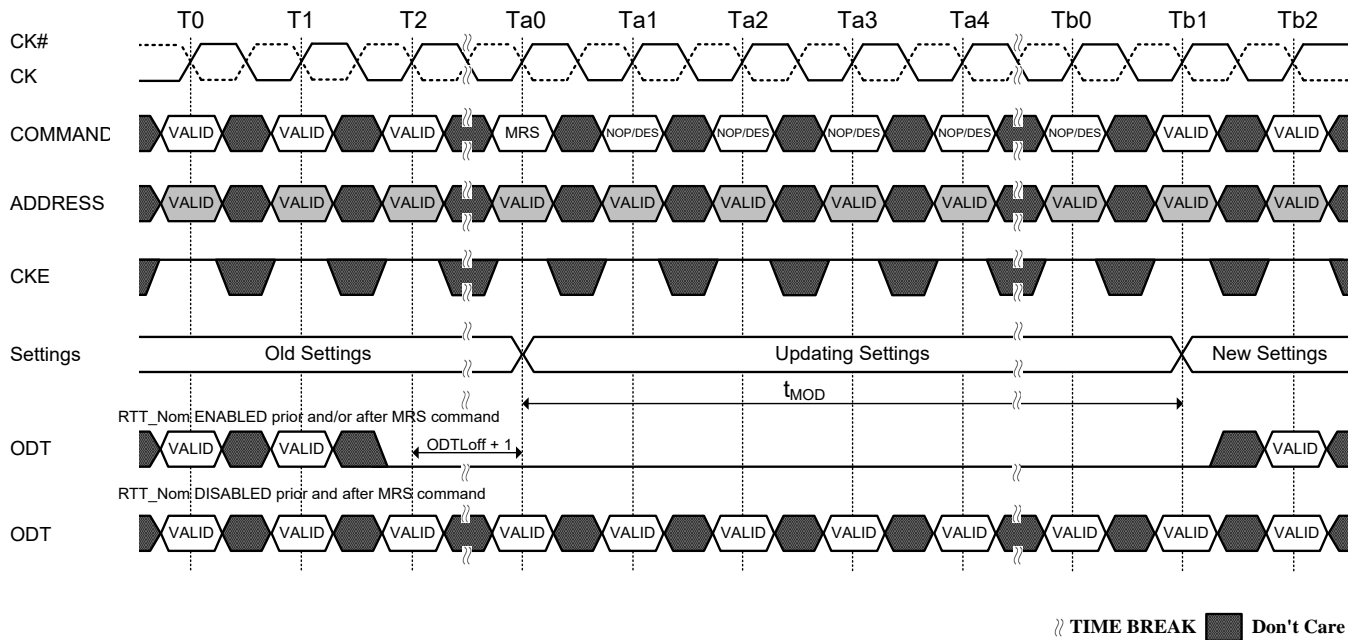 T0 T1 T2 Ta0 Ta1 Ta2 Ta3 Ta4 Tb0 Tb1 Tb2
CK#
CK
COMMAND VALID VALID VALID MRS NOP/DES NOP/DES NOP/DES NOP/DES NOP/DES VALID VALID
ADDRESS VALID VALID VALID VALID VALID VALID VALID VALID VALID VALID VALID
CKE
Settings Old Settings Updating Settings New Settings
tMOD
RTT_Nom ENABLED prior and/or after MRS command
ODT VALID VALID ODTLoff + 1 VALID
RTT_Nom DISABLED prior and after MRS command
ODT VALID VALID VALID VALID VALID VALID VALID VALID VALID VALID VALID
TIME BREAK Don't Care